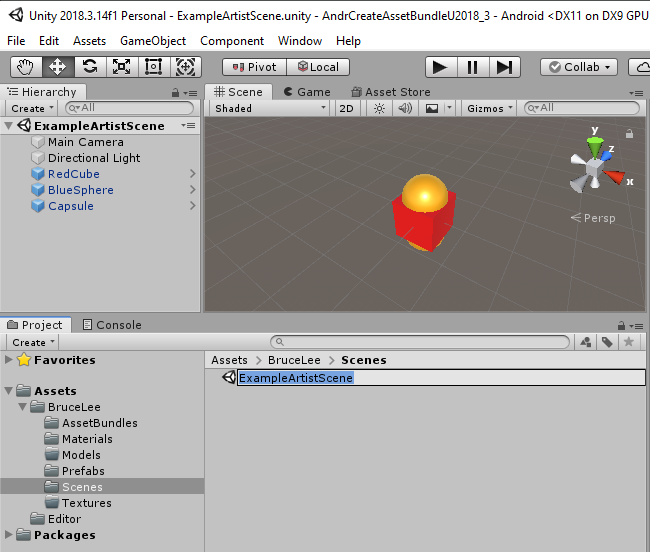 Unity 2018.3.14f1 Personal - ExampleArtistScene.unity - AndrCreateAssetBundleU2018_3 - Android <DX11 on DX9 GPU
File Edit Assets GameObject Component Window Help
Pivot Local Collab
Hierarchy
Create All
ExampleArtistScene
Main Camera
Directional Light
RedCube
BlueSphere
Capsule
Scene Game Asset Store
Shaded 2D Gizmos All
y
z
x
Persp
Project Console
Create
Favorites
Assets
BruceLee
AssetBundles
Materials
Models
Prefabs
Scenes
Textures
Editor
Packages
Assets BruceLee Scenes
ExampleArtistScene